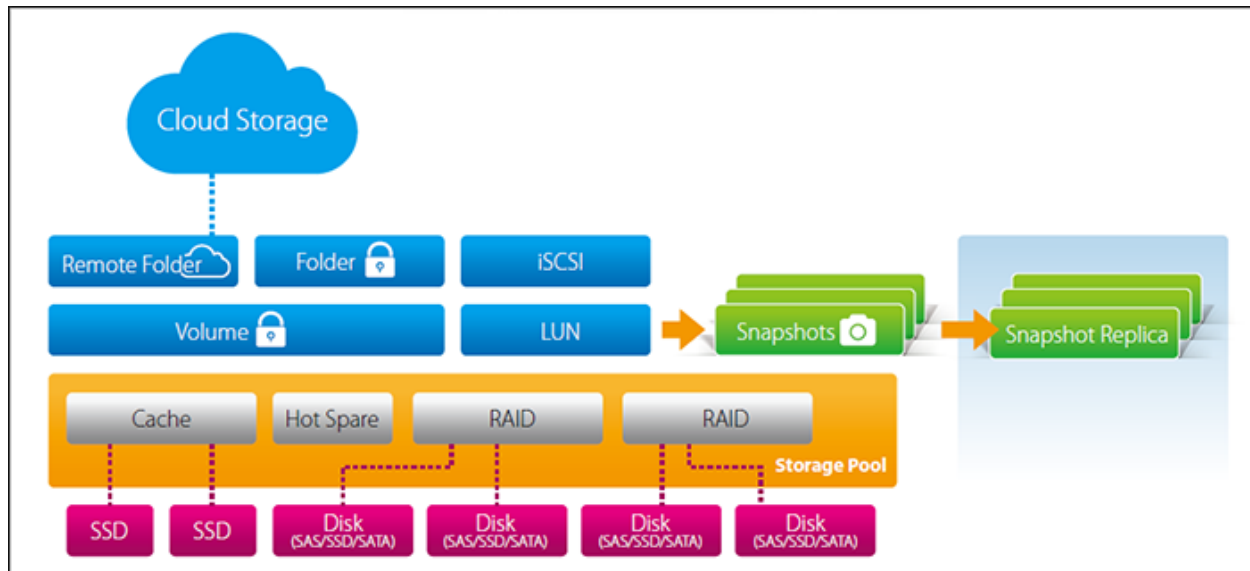 Cloud Storage
Remote Folder
Folder
iSCSI
Volume
LUN
Snapshots
Snapshot Replica
Cache
Hot Spare
RAID
RAID
Storage Pool
SSD
SSD
Disk
(SAS/SSD/SATA)
Disk
(SAS/SSD/SATA)
Disk
(SAS/SSD/SATA)
Disk
(SAS/SSD/SATA)